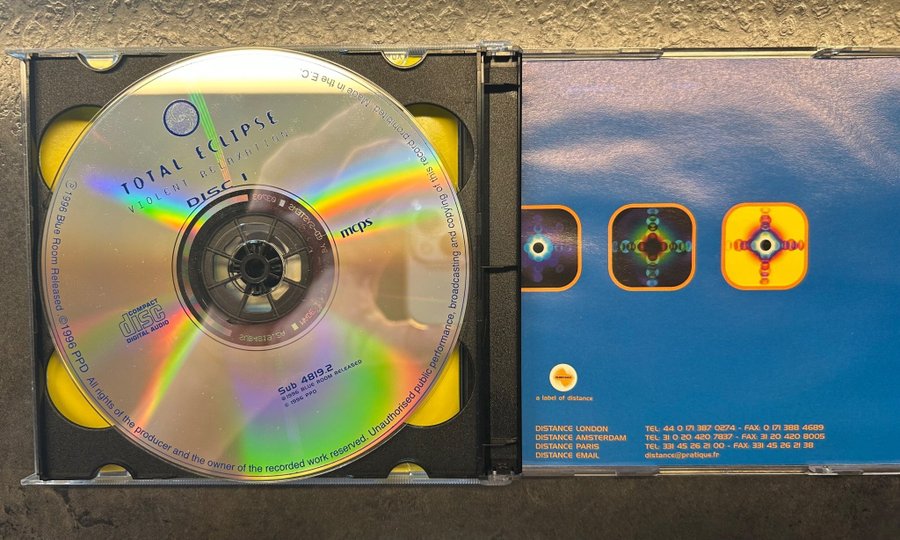 TOTAL ECLIPSE
VIOLENT RELAXATION
DISC 1
mcps
COMPACT
disc
DIGITAL AUDIO
Sub 4819.2
℗ 1996 BLUE ROOM RELEASED
© 1996 PPD
℗ 1996 Blue Room Released © 1996 PPD All rights of the producer and the owner of the recorded work reserved. Unauthorised public performance, broadcasting and copying of this record prohibited. Made in the E.C.
a label of distance
DISTANCE LONDON TEL: 44 0 171 387 0274 - FAX: 0 171 388 4689
DISTANCE AMSTERDAM TEL: 31 0 20 420 7837 - FAX: 31 20 420 8005
DISTANCE PARIS TEL: 331 45 26 21 00 - FAX: 331 45 26 21 38
DISTANCE EMAIL distance@pratique.fr